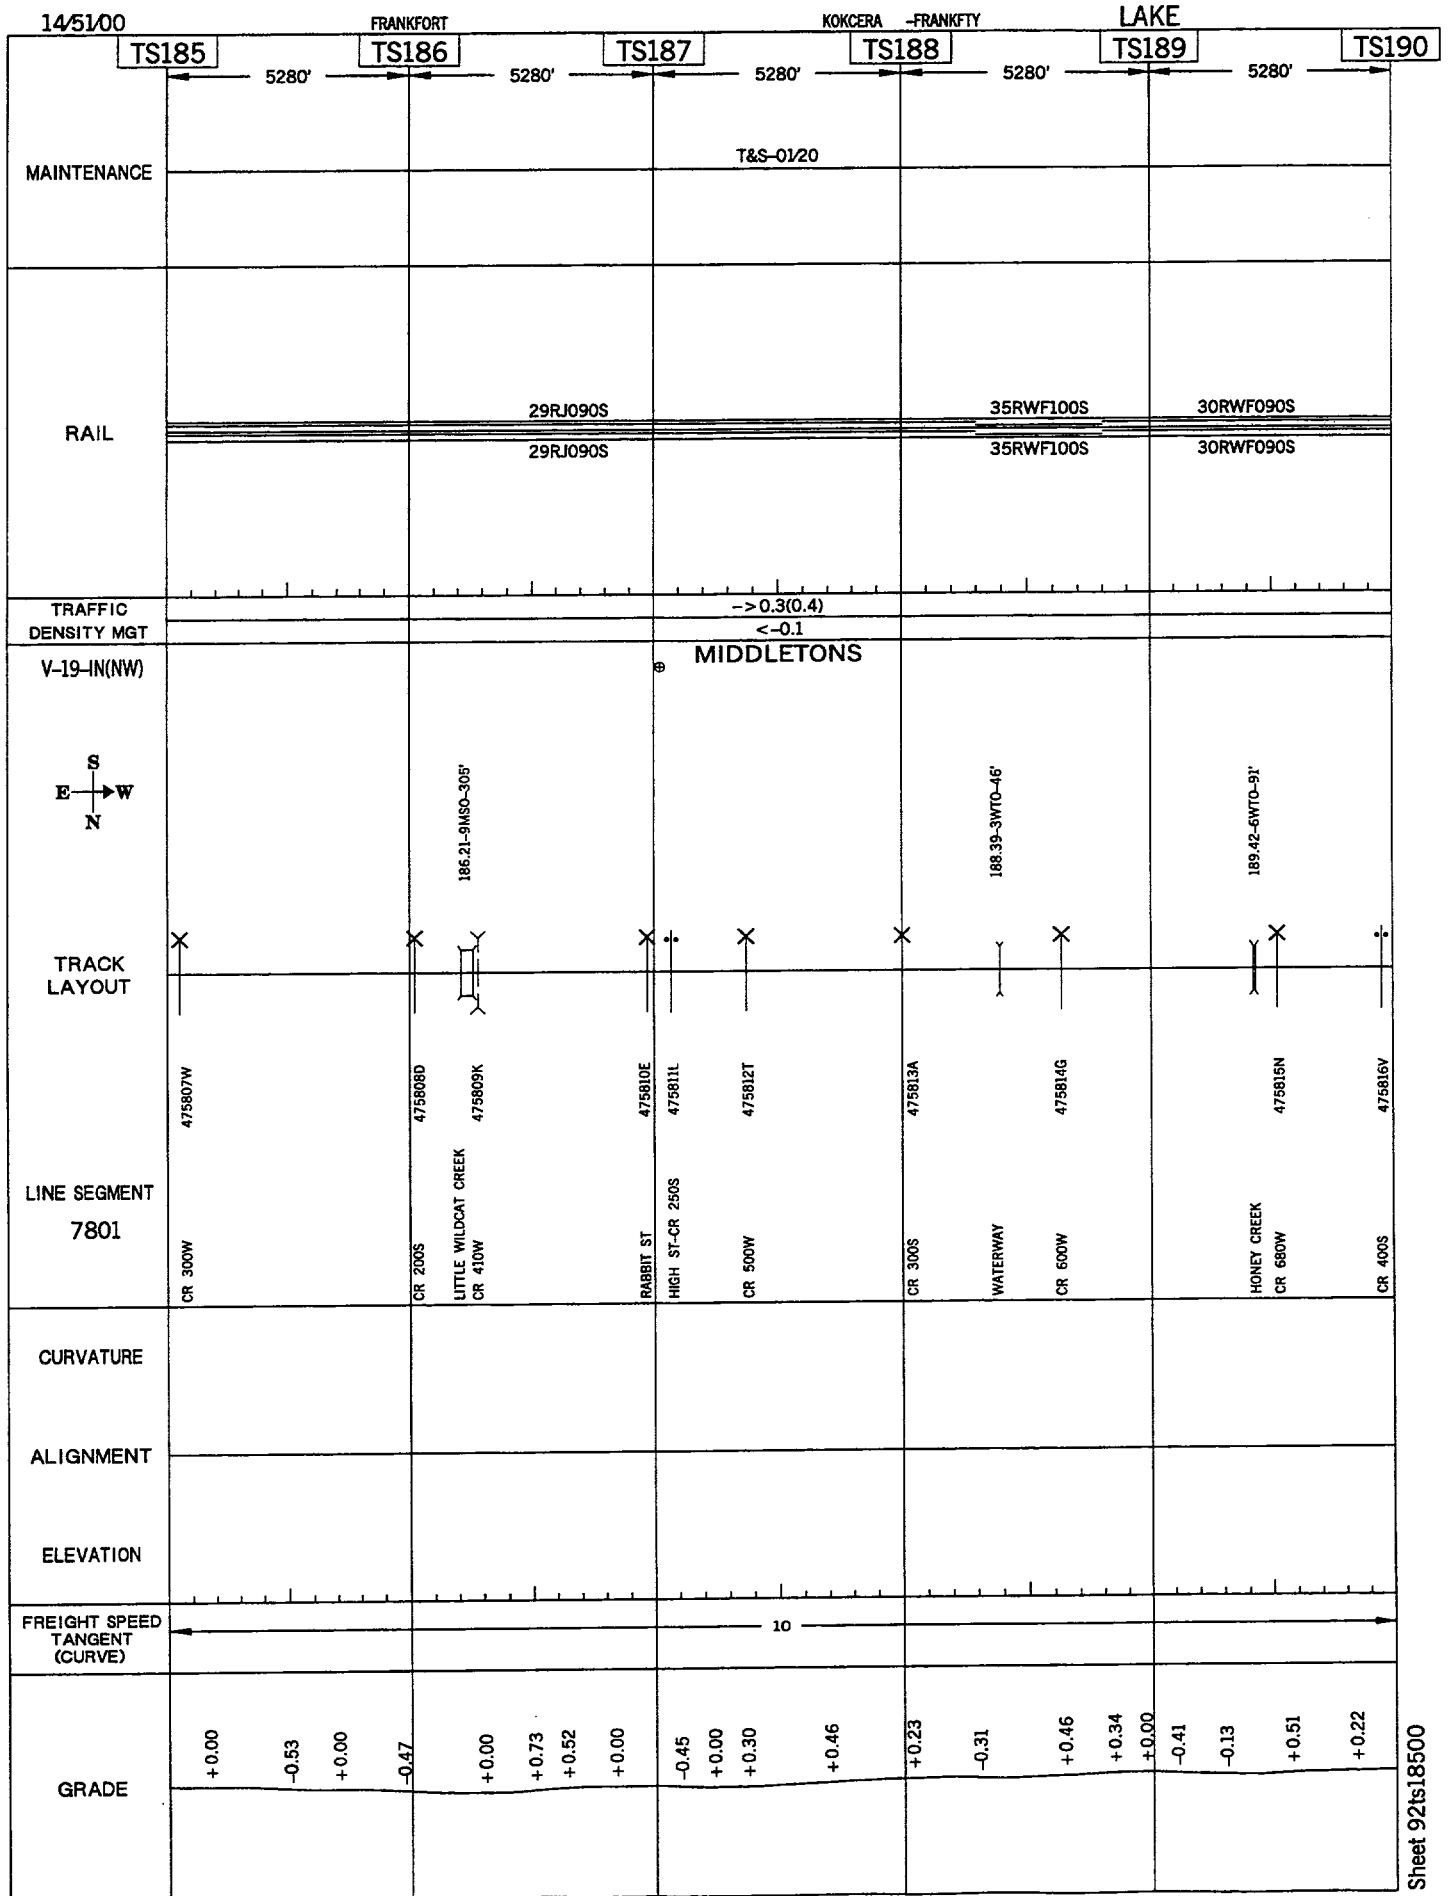 14/51/00 FRANKFORT KOKCERA -FRANKFTY LAKE
TS185 TS186 TS187 TS188 TS189 TS190
5280' 5280' 5280' 5280' 5280'
T&S-01/20
MAINTENANCE
29RJ090S 35RWF100S 30RWF090S
RAIL
29RJ090S 35RWF100S 30RWF090S
TRAFFIC
DENSITY MGT
->0.3(0.4)
<-0.1
V-19-IN(NW)
MIDDLETONS
S
E W
N
186.21-9MSO-305'
188.39-3WTO-46'
189.42-6WTO-91'
TRACK
LAYOUT
475807W
475808D
475809K
475810E
475811L
475812T
475813A
475814G
475815N
475816V
LINE SEGMENT
7801
CR 300W
CR 200S
LITTLE WILDCAT CREEK
CR 410W
RABBIT ST
HIGH ST-CR 250S
CR 500W
CR 300S
WATERWAY
CR 600W
HONEY CREEK
CR 680W
CR 400S
CURVATURE
ALIGNMENT
ELEVATION
FREIGHT SPEED
TANGENT
(CURVE)
10
GRADE
+0.00
-0.53
+0.00
-0.47
+0.00
+0.73
+0.52
+0.00
-0.45
+0.00
+0.30
+0.46
+0.23
-0.31
+0.46
+0.34
+0.00
-0.41
-0.13
+0.51
+0.22
Sheet 92ts18500